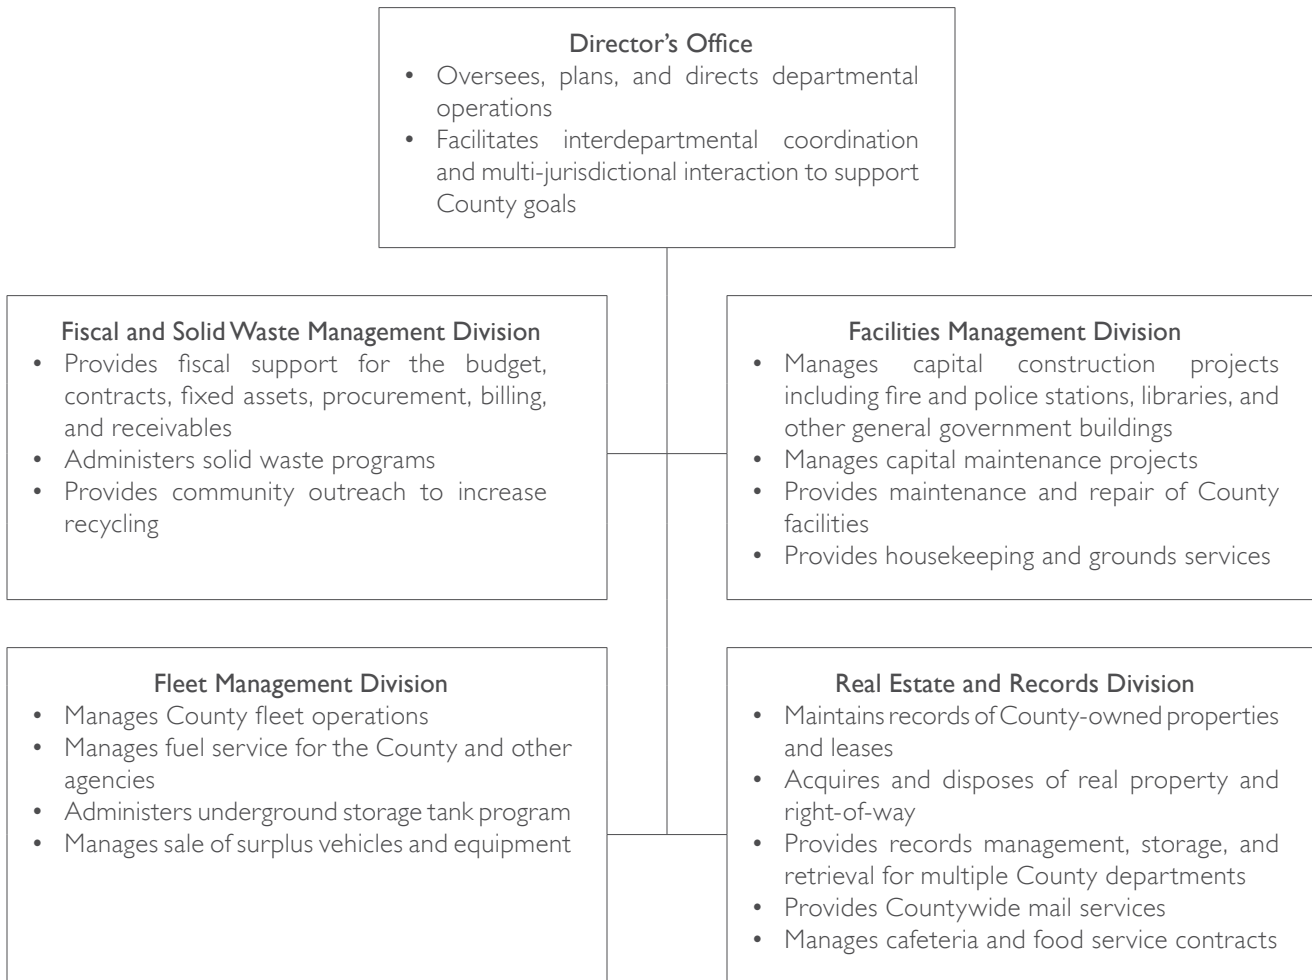 Director’s Office
• Oversees, plans, and directs departmental
operations
• Facilitates interdepartmental coordination
and multi-jurisdictional interaction to support
County goals
Fiscal and Solid Waste Management Division
• Provides fiscal support for the budget,
contracts, fixed assets, procurement, billing,
and receivables
• Administers solid waste programs
• Provides community outreach to increase
recycling
Facilities Management Division
• Manages capital construction projects
including fire and police stations, libraries, and
other general government buildings
• Manages capital maintenance projects
• Provides maintenance and repair of County
facilities
• Provides housekeeping and grounds services
Fleet Management Division
• Manages County fleet operations
• Manages fuel service for the County and other
agencies
• Administers underground storage tank program
• Manages sale of surplus vehicles and equipment
Real Estate and Records Division
• Maintains records of County-owned properties
and leases
• Acquires and disposes of real property and
right-of-way
• Provides records management, storage, and
retrieval for multiple County departments
• Provides Countywide mail services
• Manages cafeteria and food service contracts